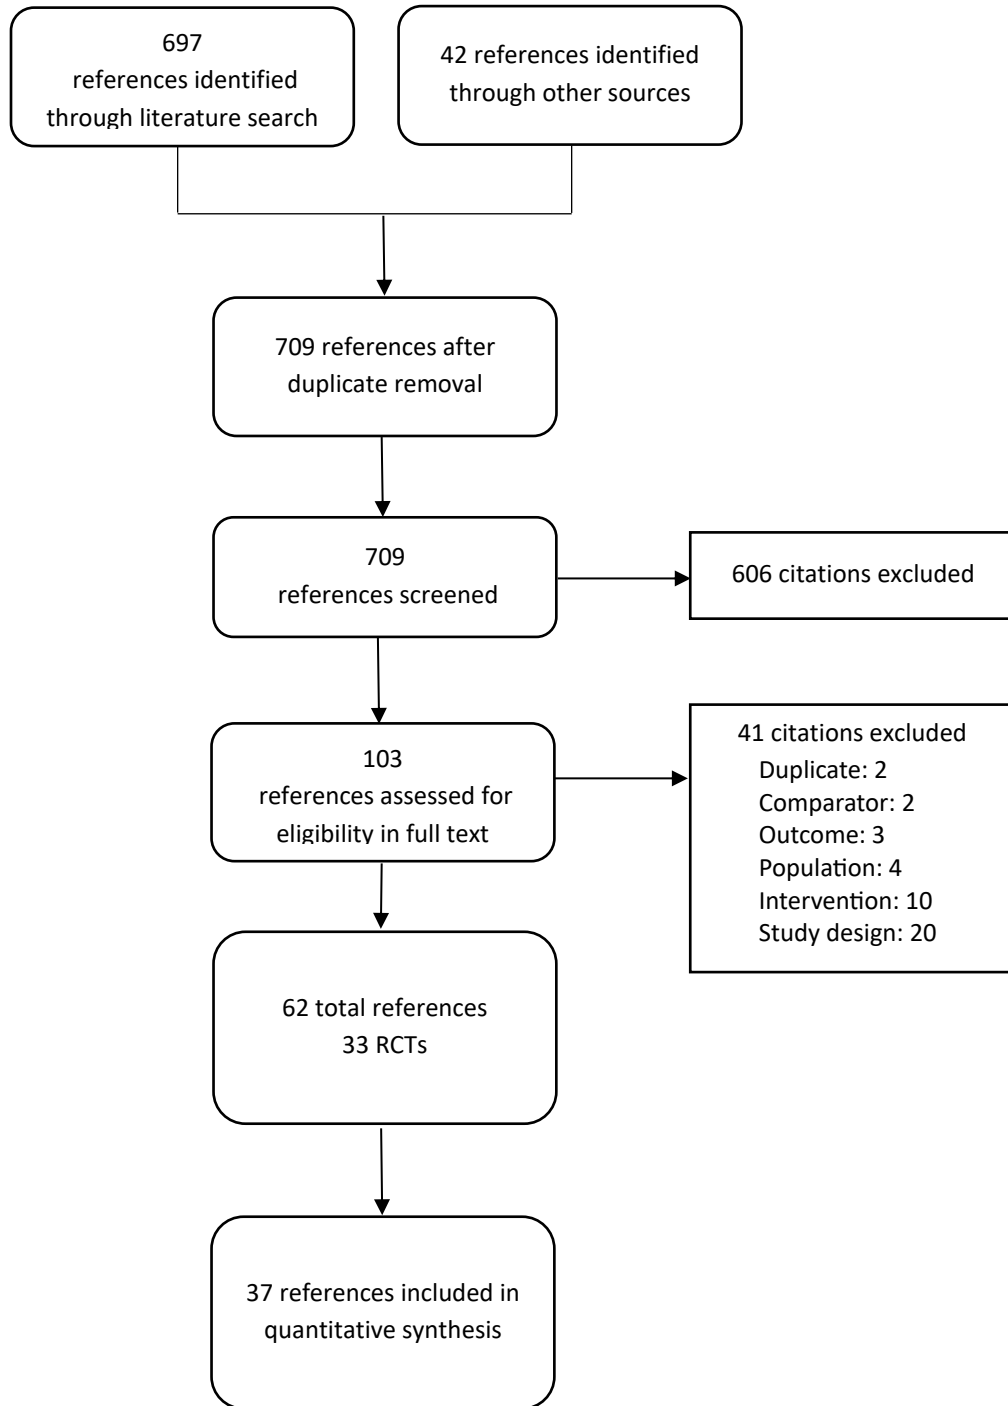 697
references identified
through literature search
42 references identified
through other sources
709 references after
duplicate removal
709
references screened
606 citations excluded
103
references assessed for
eligibility in full text
41 citations excluded
Duplicate: 2
Comparator: 2
Outcome: 3
Population: 4
Intervention: 10
Study design: 20
62 total references
33 RCTs
37 references included in
quantitative synthesis